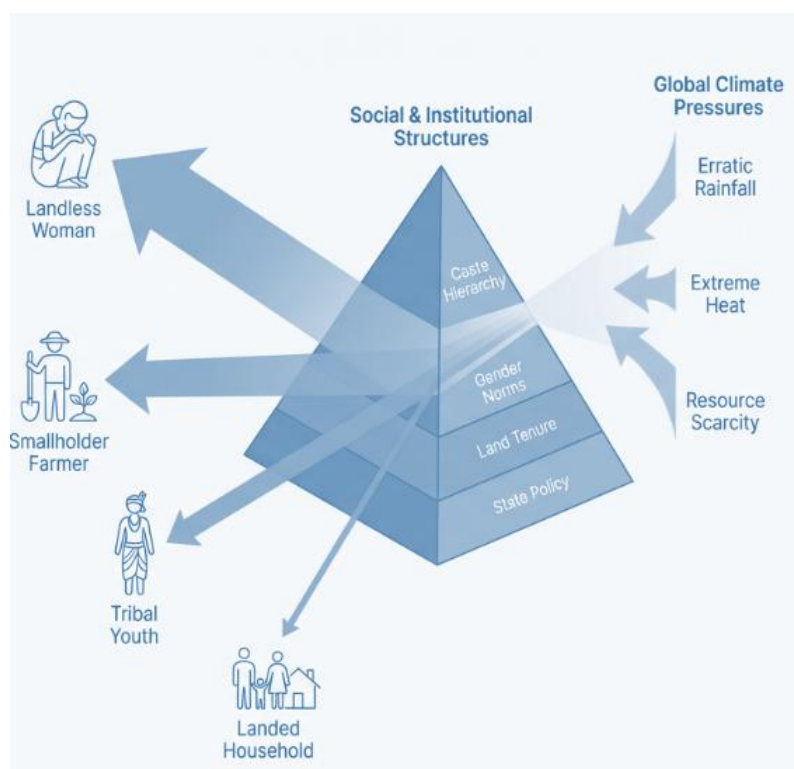 Social & Institutional
Structures
Global Climate
Pressures
Erratic
Rainfall
Extreme
Heat
Resource
Scarcity
Caste
Hierarchy
Gender
Norms
Land Tenure
State Policy
Landless
Woman
Smallholder
Farmer
Tribal
Youth
Landed
Household